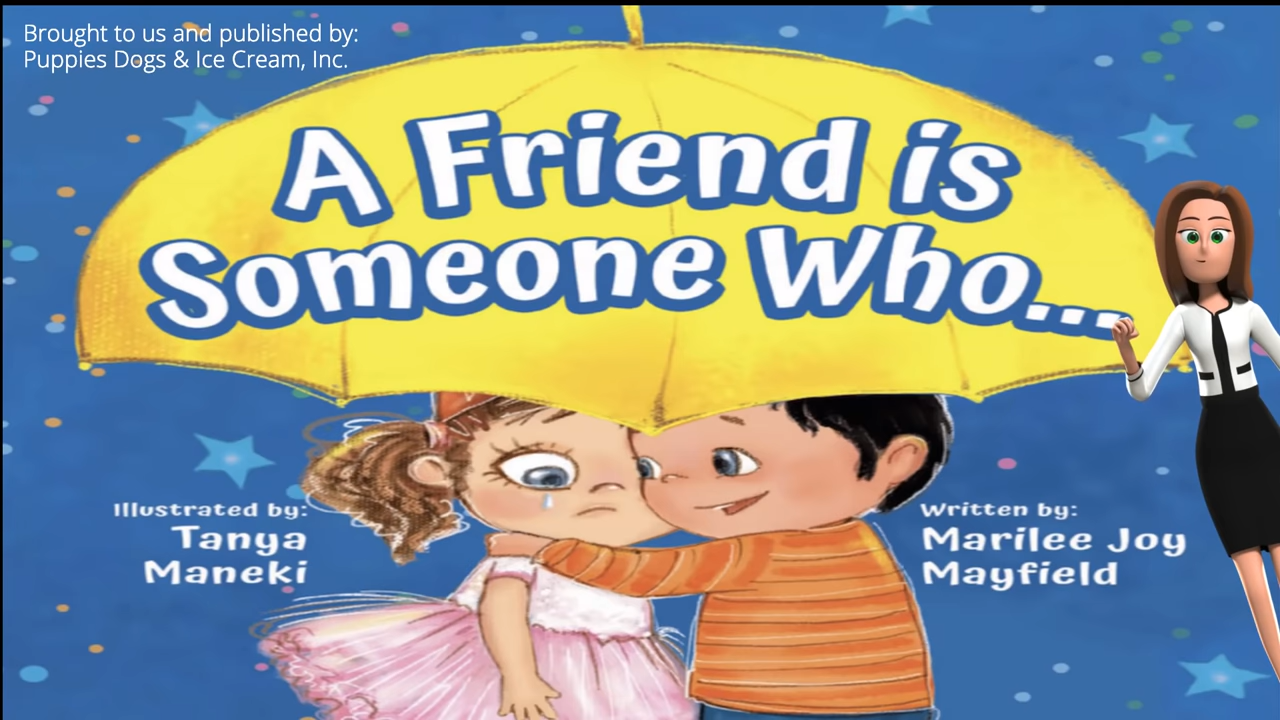 Brought to us and published by:
Puppies Dogs & Ice Cream, Inc.
A Friend is
Someone Who...
Illustrated by:
Tanya
Maneki
Written by:
Marilee Joy
Mayfield